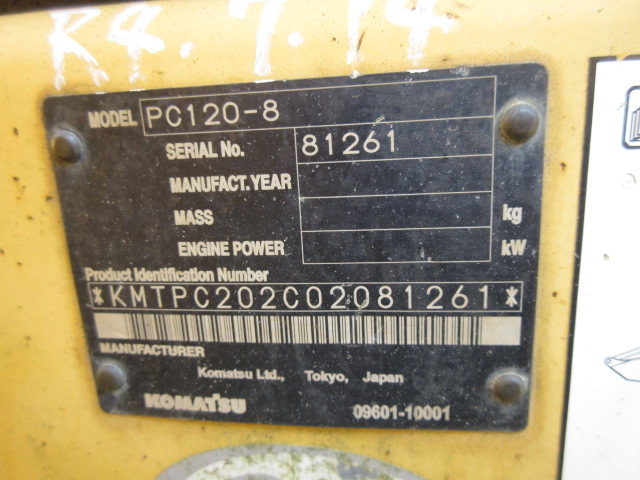 R4.7.14
MODEL PC120-8
SERIAL No. 81261
MANUFACT.YEAR
MASS kg
ENGINE POWER kW
Product Identification Number
*KMTPC202C02081261*
MANUFACTURER
Komatsu Ltd., Tokyo, Japan
KOMATSU 09601-10001